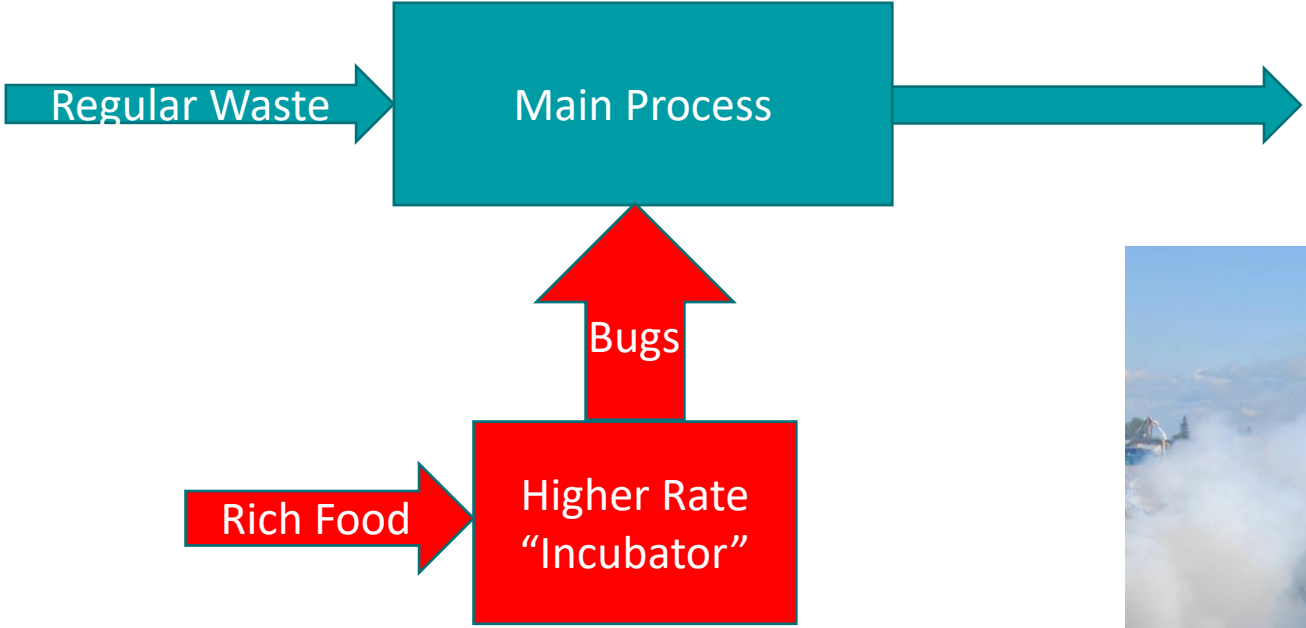 Regular Waste
Main Process
Bugs
Rich Food
Higher Rate
“Incubator”